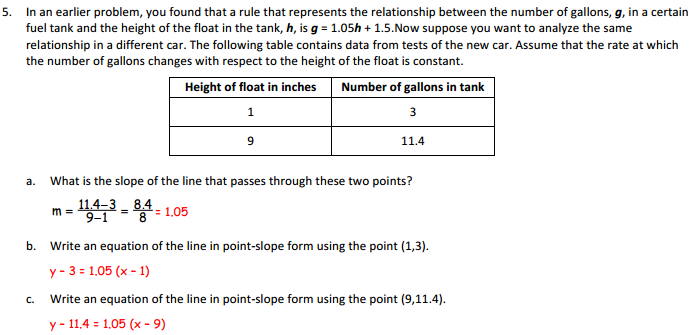 5. In an earlier problem, you found that a rule that represents the relationship between the number of gallons, g, in a certain
fuel tank and the height of the float in the tank, h, is g = 1.05h + 1.5.Now suppose you want to analyze the same
relationship in a different car. The following table contains data from tests of the new car. Assume that the rate at which
the number of gallons changes with respect to the height of the float is constant.
Height of float in inches Number of gallons in tank
1 3
9 11.4
a. What is the slope of the line that passes through these two points?
m = 11.4–3/9–1 = 8.4/8 = 1.05
b. Write an equation of the line in point-slope form using the point (1,3).
y - 3 = 1.05 (x - 1)
c. Write an equation of the line in point-slope form using the point (9,11.4).
y - 11.4 = 1.05 (x - 9)